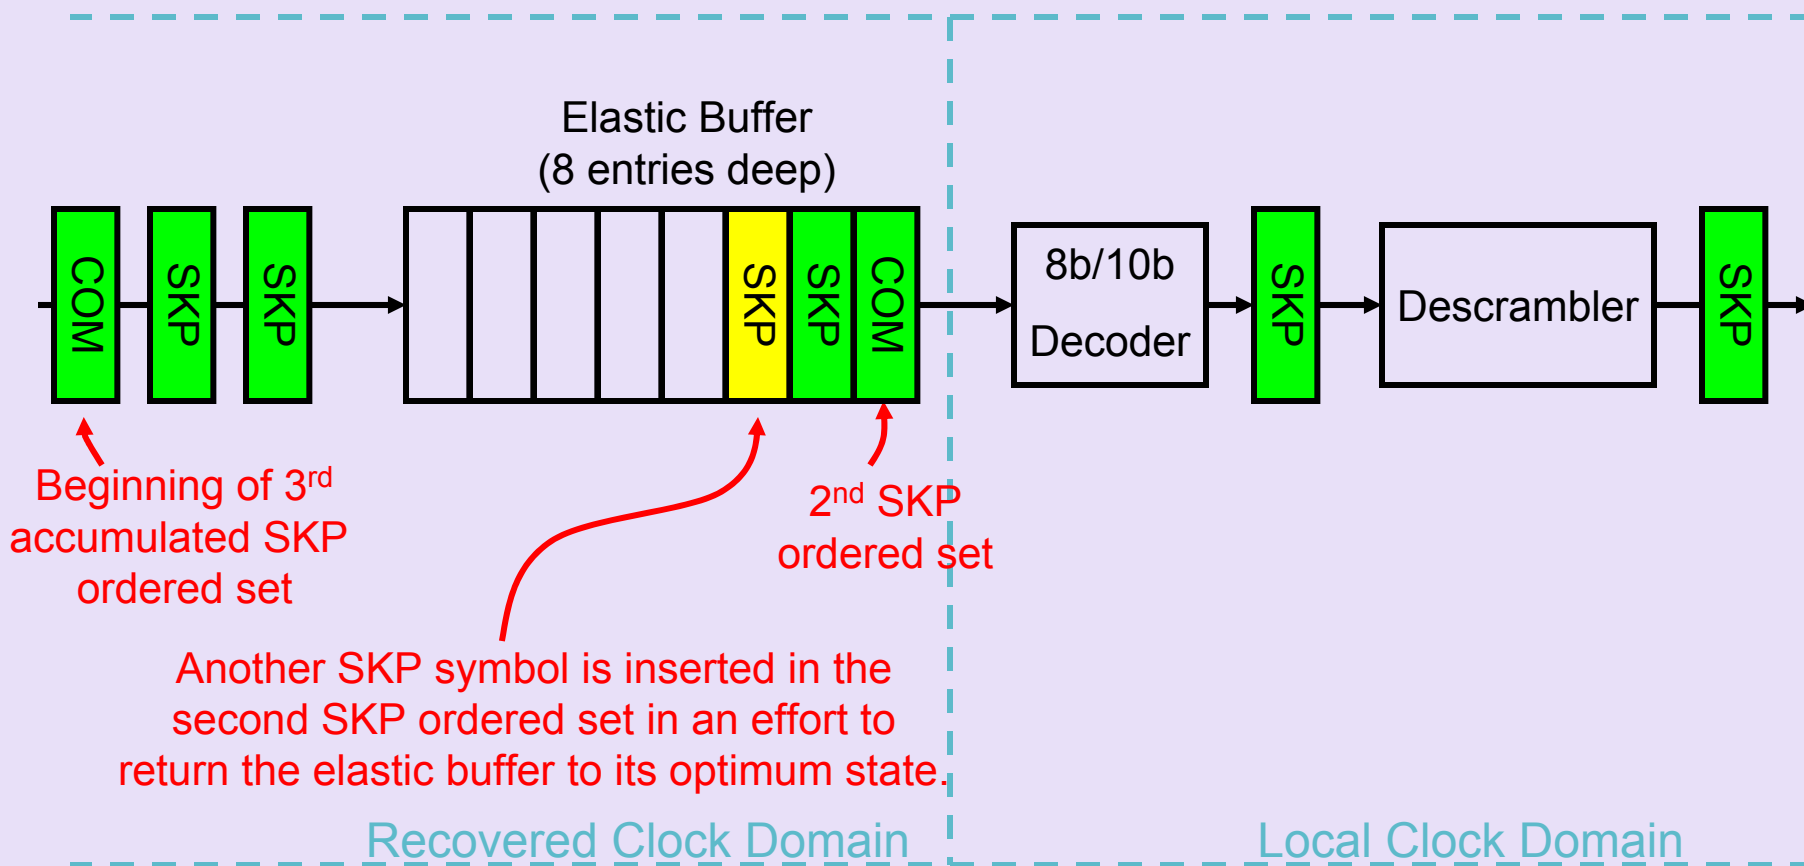 Elastic Buffer
(8 entries deep)
COM
SKP
SKP
SKP
SKP
COM
8b/10b
Decoder
SKP
Descrambler
SKP
Beginning of 3rd
accumulated SKP
ordered set
2nd SKP
ordered set
Another SKP symbol is inserted in the
second SKP ordered set in an effort to
return the elastic buffer to its optimum state.
Recovered Clock Domain
Local Clock Domain